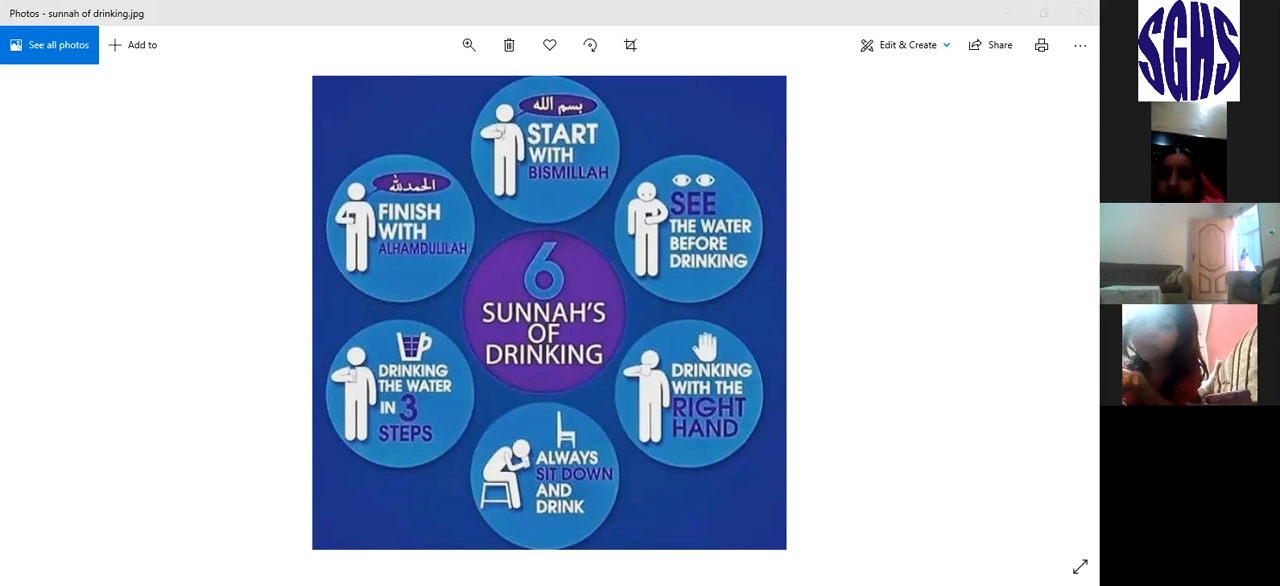 Photos - sunnah of drinking.jpg
See all photos
Add to
Edit & Create
Share
SGHS
بسم الله
START
WITH
BISMILLAH
SEE
THE WATER
BEFORE
DRINKING
DRINKING
WITH THE
RIGHT
HAND
ALWAYS
SIT DOWN
AND
DRINK
DRINKING
THE WATER
IN 3
STEPS
الحمدلله
FINISH
WITH
ALHAMDULILAH
6
SUNNAH'S
OF
DRINKING